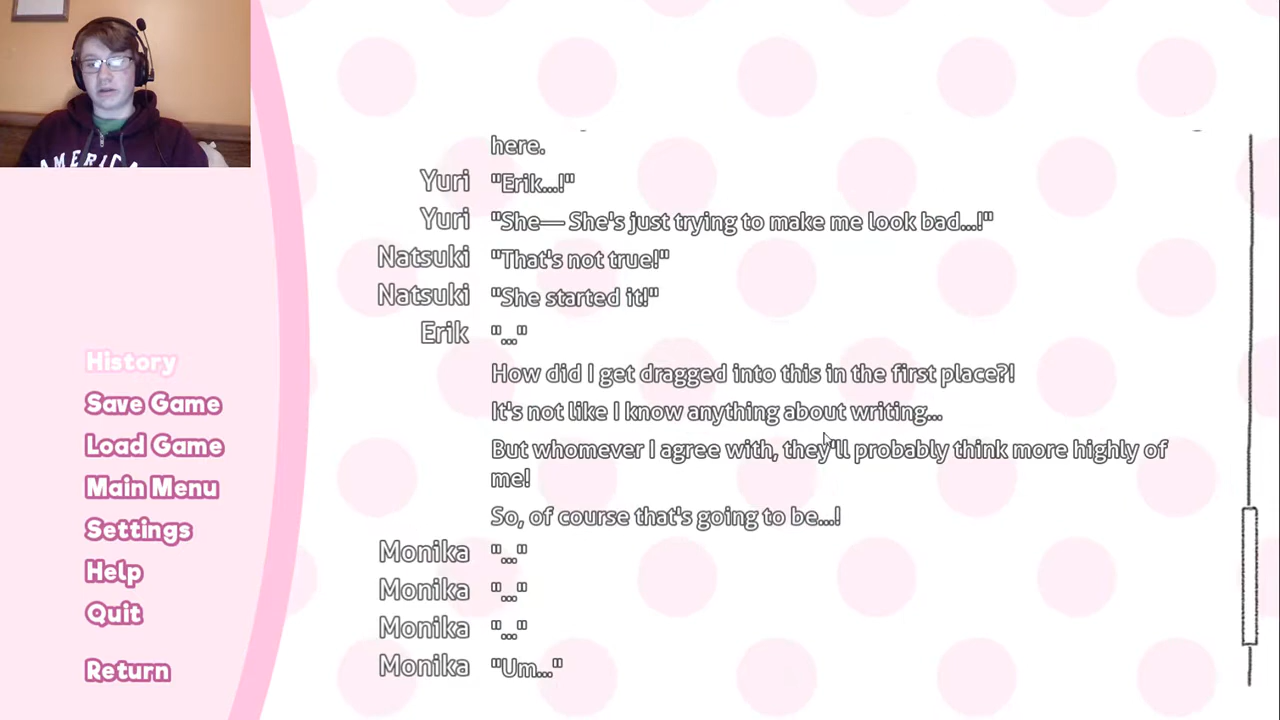 AMERICA
here.
Yuri "Erik...!"
Yuri "She— She's just trying to make me look bad...!"
Natsuki "That's not true!"
Natsuki "She started it!"
Erik "..."
How did I get dragged into this in the first place?!
It's not like I know anything about writing...
But whomever I agree with, they'll probably think more highly of
me!
So, of course that's going to be...!
Monika "..."
Monika "..."
Monika "..."
Monika "Um..."
History
Save Game
Load Game
Main Menu
Settings
Help
Quit
Return